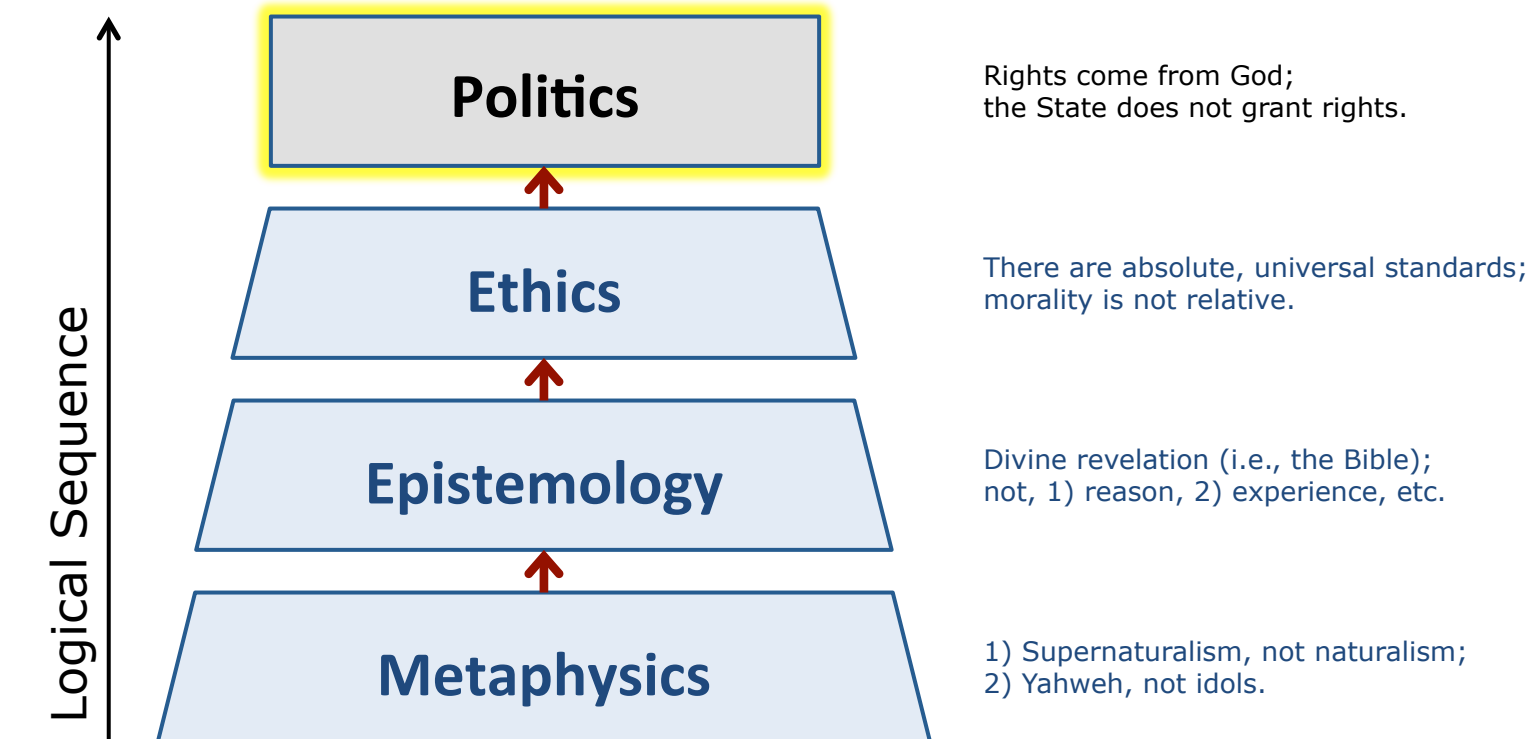 Logical Sequence
Politics
Rights come from God;
the State does not grant rights.
Ethics
There are absolute, universal standards;
morality is not relative.
Epistemology
Divine revelation (i.e., the Bible);
not, 1) reason, 2) experience, etc.
Metaphysics
1) Supernaturalism, not naturalism;
2) Yahweh, not idols.